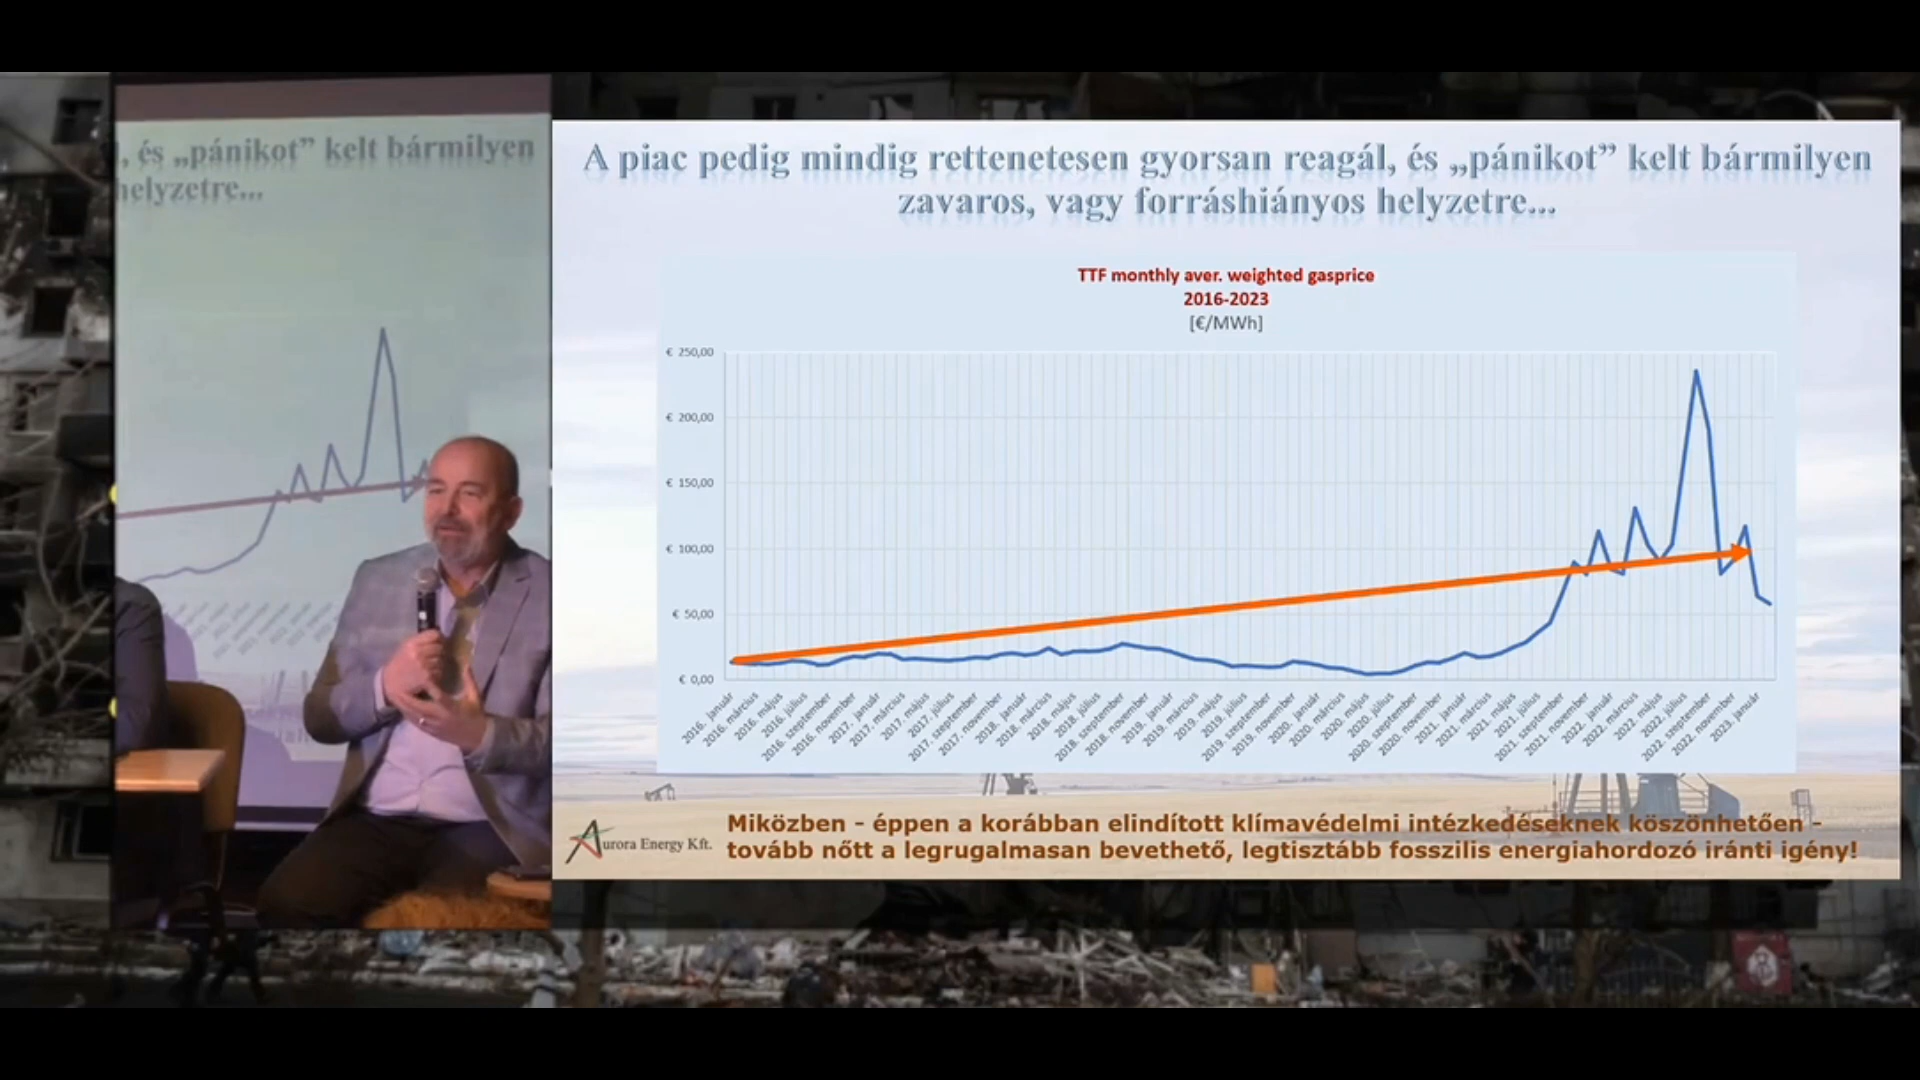 , és „pánikot” kelt bármilyen
helyzetre...
A piac pedig mindig rettenetesen gyorsan reagál, és „pánikot” kelt bármilyen
zavaros, vagy forráshiányos helyzetre...
TTF monthly aver. weighted gasprice
2016-2023
[€/MWh]
€ 250,00
€ 200,00
€ 150,00
€ 100,00
€ 50,00
€ 0,00
2016. január
2016. március
2016. május
2016. július
2016. szeptember
2016. november
2017. január
2017. március
2017. május
2017. július
2017. szeptember
2017. november
2018. január
2018. március
2018. május
2018. július
2018. szeptember
2018. november
2019. január
2019. március
2019. május
2019. július
2019. szeptember
2019. november
2020. január
2020. március
2020. május
2020. július
2020. szeptember
2020. november
2021. január
2021. március
2021. május
2021. július
2021. szeptember
2021. november
2022. január
2022. március
2022. május
2022. július
2022. szeptember
2022. november
2023. január
Aurora Energy Kft.
Miközben - éppen a korábban elindított klímavédelmi intézkedéseknek köszönhetően -
tovább nőtt a legrugalmasan bevethető, legtisztább fosszilis energiahordozó iránti igény!